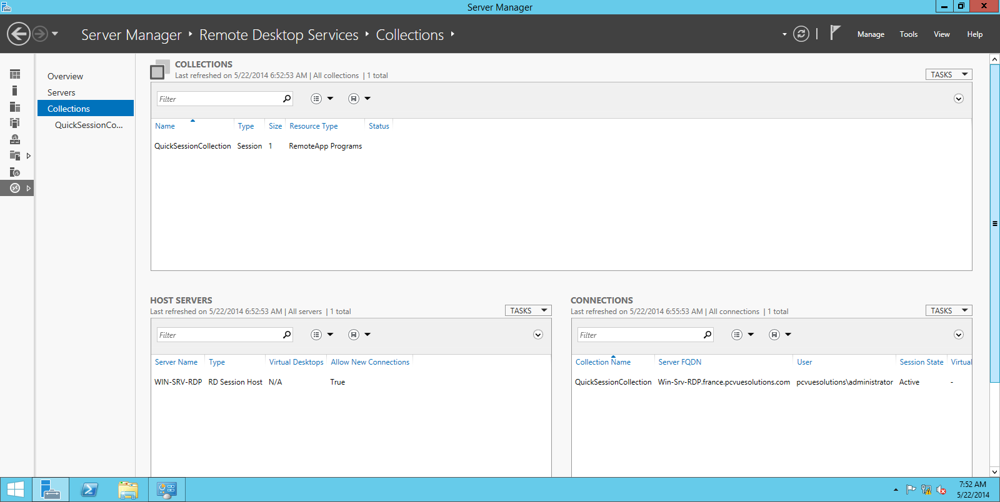 Server Manager
Server Manager Remote Desktop Services Collections
Manage Tools View Help
Overview
Servers
Collections
QuickSessionCo...
COLLECTIONS
Last refreshed on 5/22/2014 6:52:53 AM | All collections | 1 total
TASKS
Filter
Name Type Size Resource Type Status
QuickSessionCollection Session 1 RemoteApp Programs
HOST SERVERS
Last refreshed on 5/22/2014 6:52:53 AM | All servers | 1 total
TASKS
Filter
Server Name Type Virtual Desktops Allow New Connections
WIN-SRV-RDP RD Session Host N/A True
CONNECTIONS
Last refreshed on 5/22/2014 6:55:53 AM | All connections | 1 total
TASKS
Filter
Collection Name Server FQDN User Session State Virtual
QuickSessionCollection Win-Srv-RDP.france.pcvuesolutions.com pcvuesolutions\administrator Active -
7:52 AM
5/22/2014